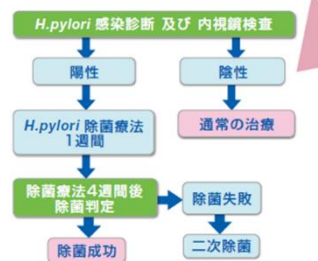 H.pylori 感染診断 及び 内視鏡検査
陽性
陰性
H.pylori 除菌療法
1週間
通常の治療
除菌療法4週間後
除菌判定
除菌失敗
除菌成功
二次除菌